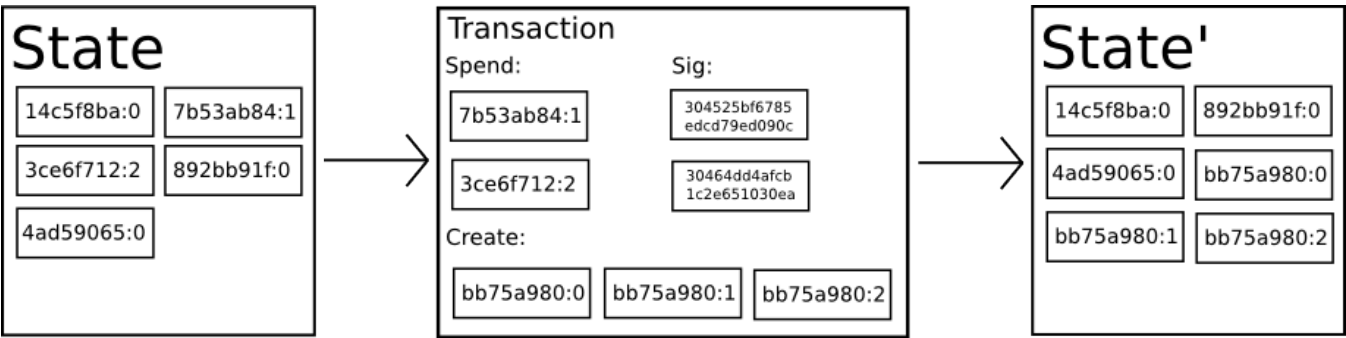 State
14c5f8ba:0 7b53ab84:1
3ce6f712:2 892bb91f:0
4ad59065:0
Transaction
Spend: Sig:
7b53ab84:1
304525bf6785
edcd79ed090c
3ce6f712:2
30464dd4afcb
1c2e651030ea
Create:
bb75a980:0 bb75a980:1 bb75a980:2
State'
14c5f8ba:0 892bb91f:0
4ad59065:0 bb75a980:0
bb75a980:1 bb75a980:2